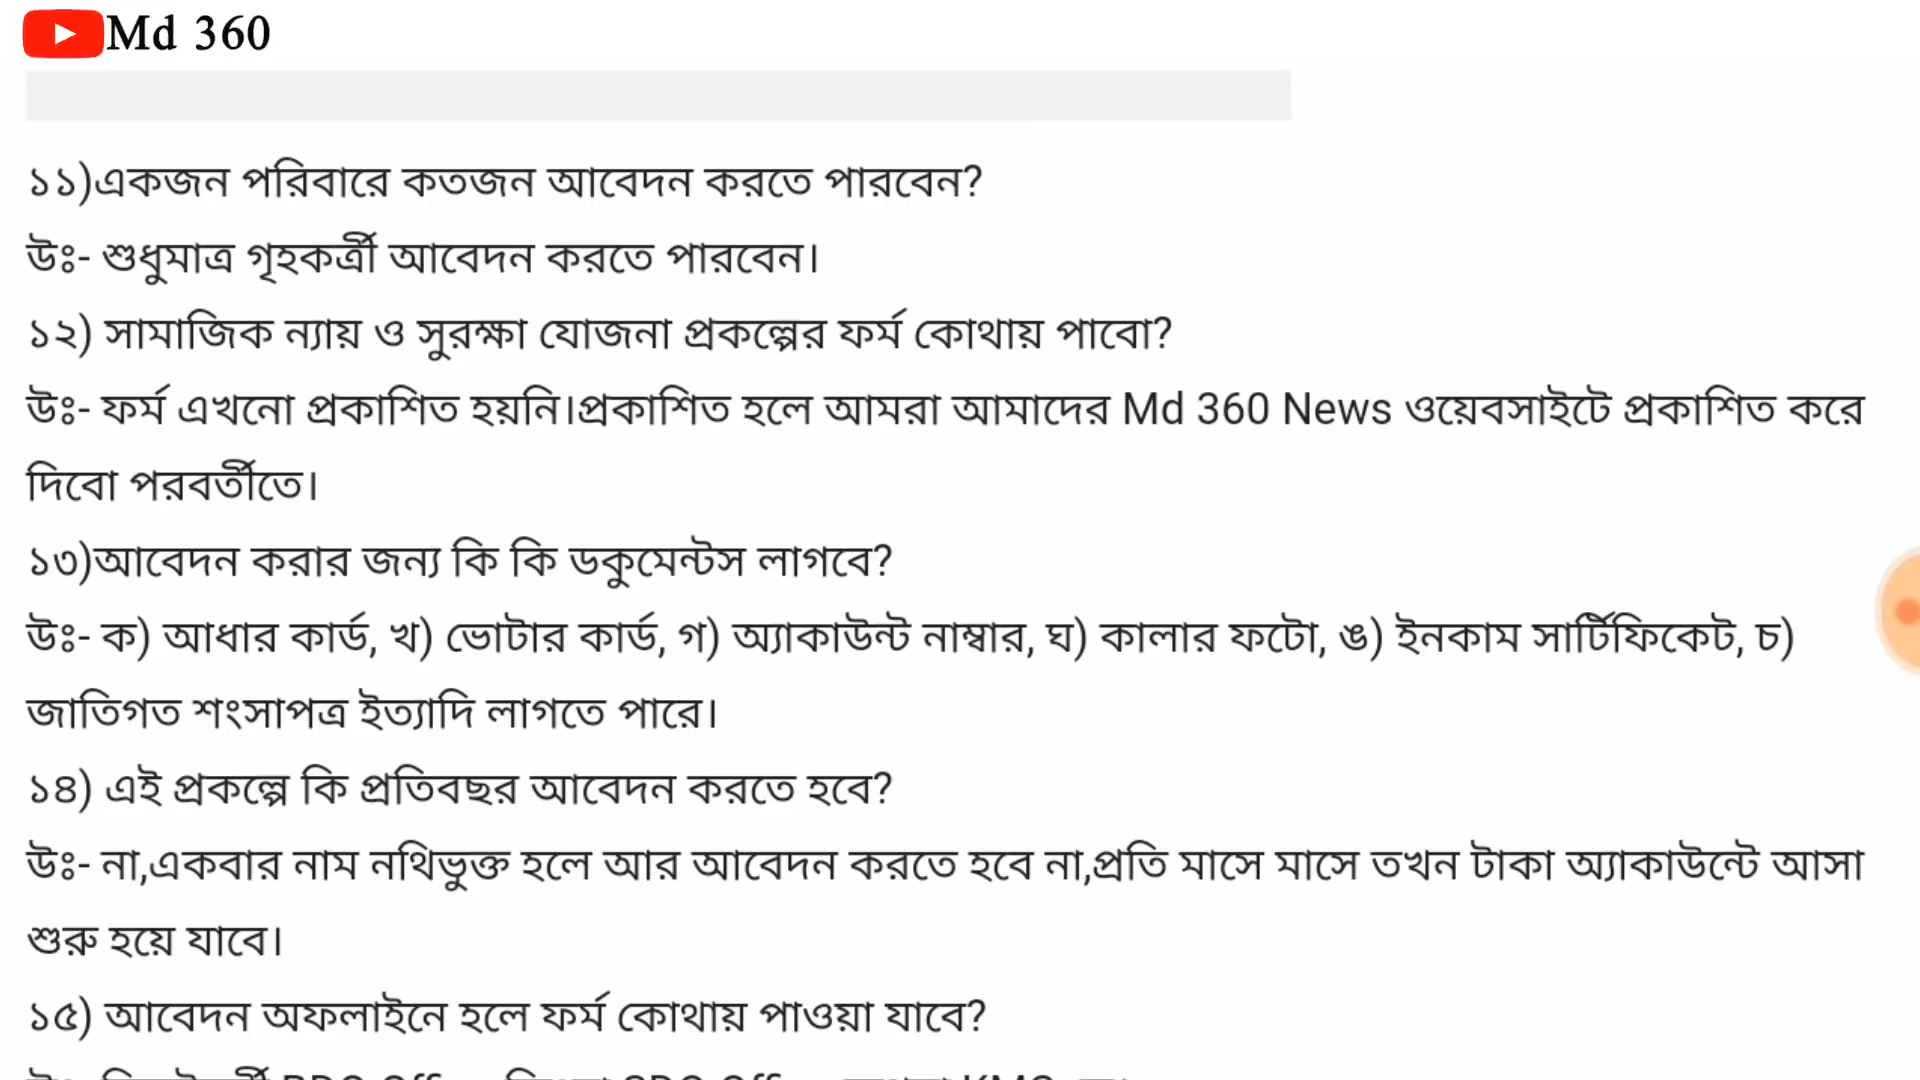 Md 360
১১)একজন পরিবারে কতজন আবেদন করতে পারবেন?
উঃ- শুধুমাত্র গৃহকর্ত্রী আবেদন করতে পারবেন।
১২) সামাজিক ন্যায় ও সুরক্ষা যোজনা প্রকল্পের ফর্ম কোথায় পাবো?
উঃ- ফর্ম এখনো প্রকাশিত হয়নি।প্রকাশিত হলে আমরা আমাদের Md 360 News ওয়েবসাইটে প্রকাশিত করে
দিবো পরবর্তীতে।
১৩)আবেদন করার জন্য কি কি ডকুমেন্টস লাগবে?
উঃ- ক) আধার কার্ড, খ) ভোটার কার্ড, গ) অ্যাকাউন্ট নাম্বার, ঘ) কালার ফটো, ঙ) ইনকাম সার্টিফিকেট, চ)
জাতিগত শংসাপত্র ইত্যাদি লাগতে পারে।
১৪) এই প্রকল্পে কি প্রতিবছর আবেদন করতে হবে?
উঃ- না,একবার নাম নথিভুক্ত হলে আর আবেদন করতে হবে না,প্রতি মাসে মাসে তখন টাকা অ্যাকাউন্টে আসা
শুরু হয়ে যাবে।
১৫) আবেদন অফলাইনে হলে ফর্ম কোথায় পাওয়া যাবে?